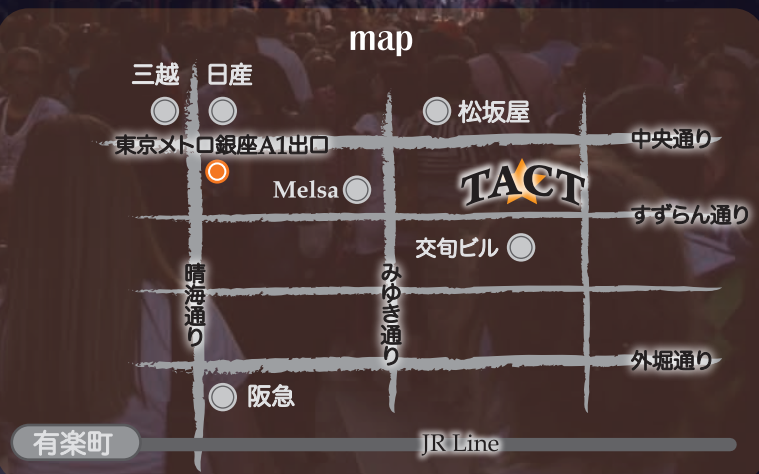 map
三越
日産
松坂屋
東京メトロ銀座A1出口
中央通り
Melsa
TACT
すずらん通り
交旬ビル
晴海通り
みゆき通り
外堀通り
阪急
有楽町
JR Line